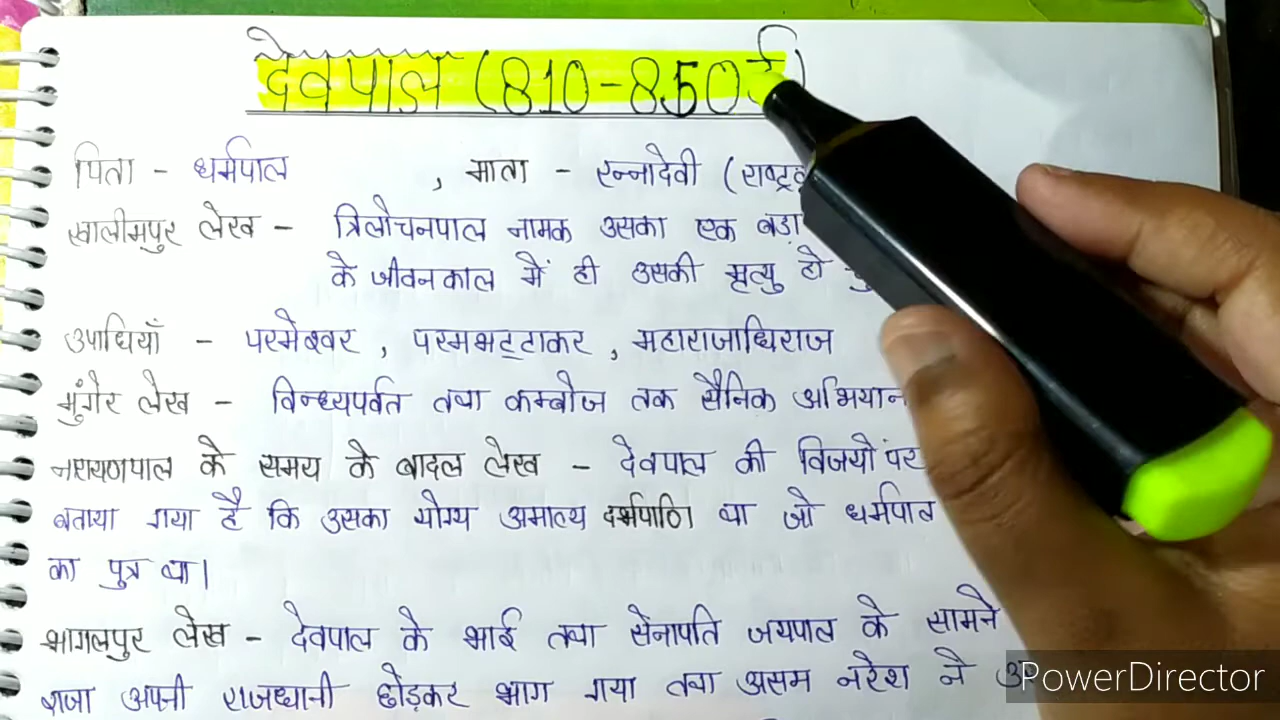 देवपाल (810-850ई)
पिता - धर्मपाल , माता - रन्नादेवी (राष्ट्रकू
खालीमपुर लेख - त्रिलोचनपाल नामक उसका एक बड़ा
के जीवनकाल में ही उसकी मृत्यु हो
उपाधियाँ - परमेश्वर , परमभट्टाकर , महाराजाधिराज
मुंगेर लेख - विन्ध्यपर्वत तथा कम्बोज तक सैनिक अभियान
नारायणपाल के समय के बादल लेख - देवपाल की विजयों पर
बताया गया है कि उसका योग्य अमात्य दर्भपाणि था जो धर्मपाल
का पुत्र था।
भागलपुर लेख - देवपाल के भाई तथा सेनापति जयपाल के सामने
राजा अपनी राजधानी छोड़कर भाग गया तथा असम नरेश ने
PowerDirector